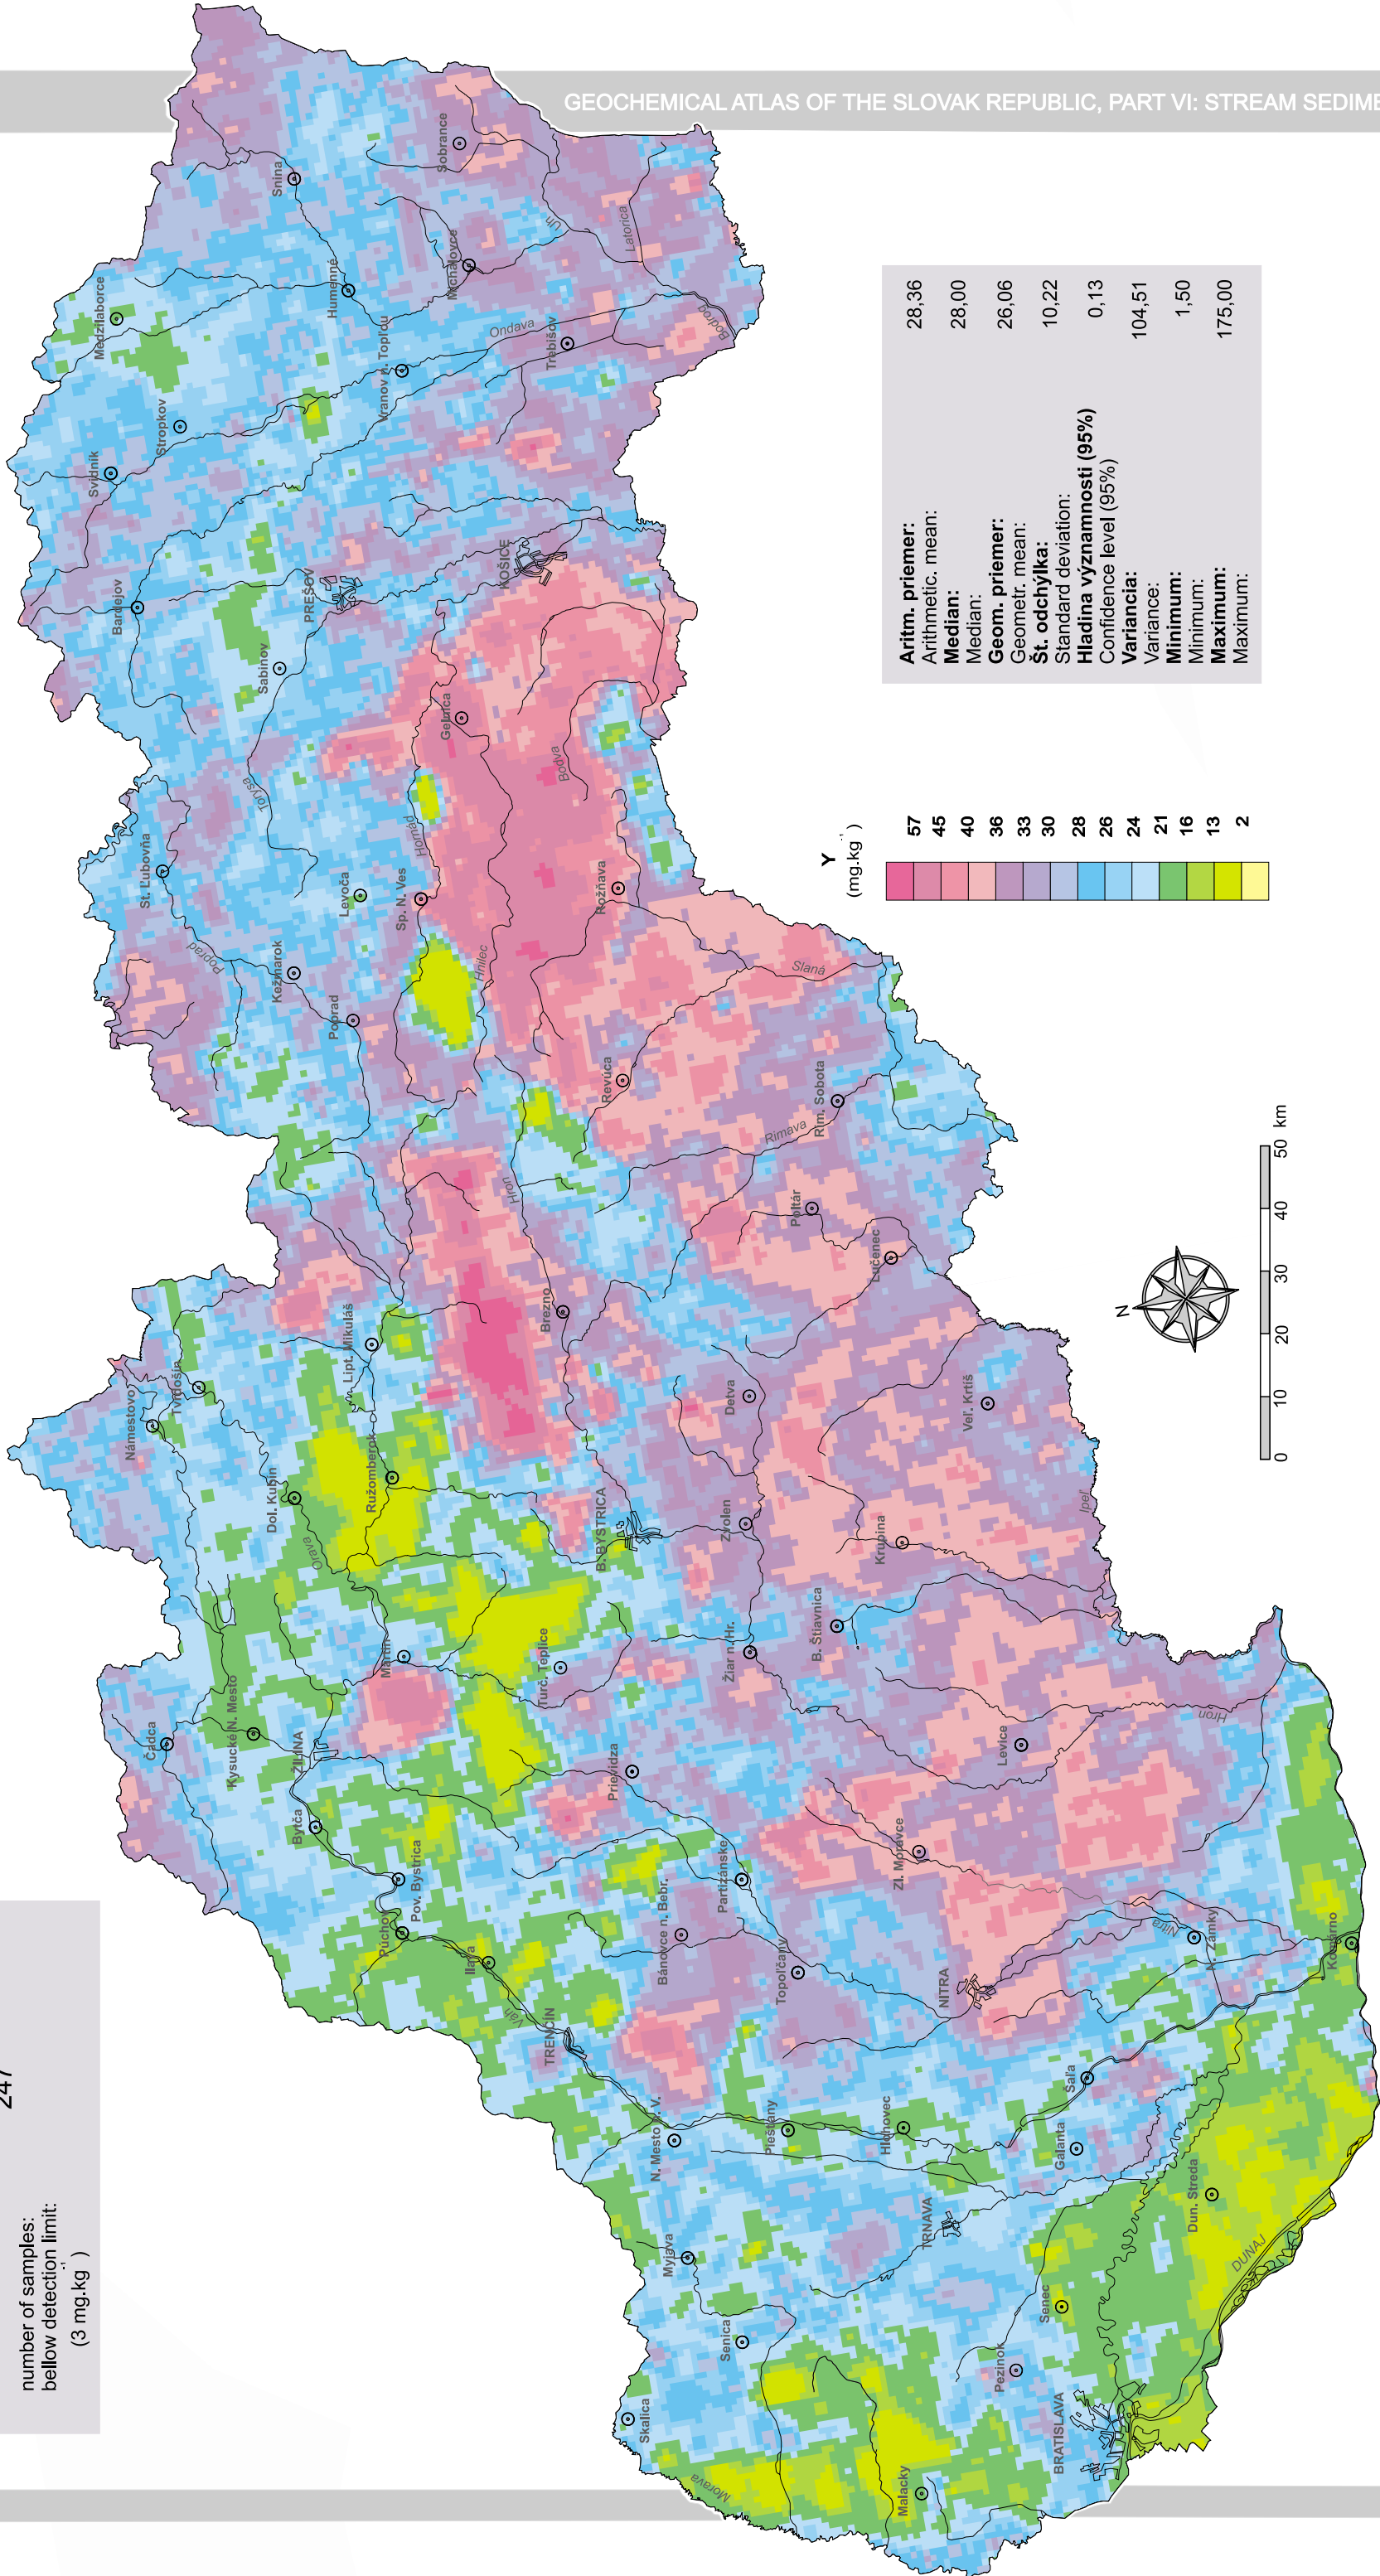 GEOCHEMICAL ATLAS OF THE SLOVAK REPUBLIC, PART VI: STREAM SEDIME
247
number of samples:
bellow detection limit:
(3 mg.kg⁻¹)
Skalica
Senica
Myjava
Malacky
Morava
BRATISLAVA
Pezinok
Senec
DUNAJ
Dun. Streda
TRNAVA
Galanta
Šaľa
Hlohovec
Piešťany
N. Mesto n. V.
TRENČÍN
Váh
Ilava
Púchov
Pov. Bystrica
Bytča
ŽILINA
Kysucké N. Mesto
Čadca
Martin
Turč. Teplice
Prievidza
Bánovce n. Bebr.
Partizánske
Topoľčany
NITRA
Nitra
Zl. Moravce
N. Zámky
Komárno
Levice
Hron
B. Štiavnica
Žiar n. Hr.
Zvolen
Krupina
Ipeľ
Detva
Veľ. Krtíš
B. BYSTRICA
Brezno
Hron
Ružomberok
Dol. Kubín
Orava
Námestovo
Tvrdošín
Lipt. Mikuláš
Lučenec
Poltár
Rimava
Rim. Sobota
Revúca
Slaná
Rožňava
Hnilec
Poprad
Kežmarok
Poprad
Levoča
Sp. N. Ves
Hornád
St. Ľubovňa
Torysa
Gelnica
Bodva
Sabinov
PREŠOV
KOŠICE
Bardejov
Svidník
Stropkov
Medzilaborce
Vranov n. Topľou
Ondava
Trebišov
Humenné
Michalovce
Bodrog
Uh
Latorica
Snina
Sobrance
Y
(mg.kg⁻¹)
57
45
40
36
33
30
28
26
24
21
16
13
2
Aritm. priemer:
Arithmetic. mean: 28,36
Median:
Median: 28,00
Geom. priemer:
Geometr. mean: 26,06
Št. odchýlka:
Standard deviation: 10,22
Hladina významnosti (95%)
Confidence level (95%) 0,13
Variancia:
Variance: 104,51
Minimum:
Minimum: 1,50
Maximum:
Maximum: 175,00
N
0 10 20 30 40 50 km